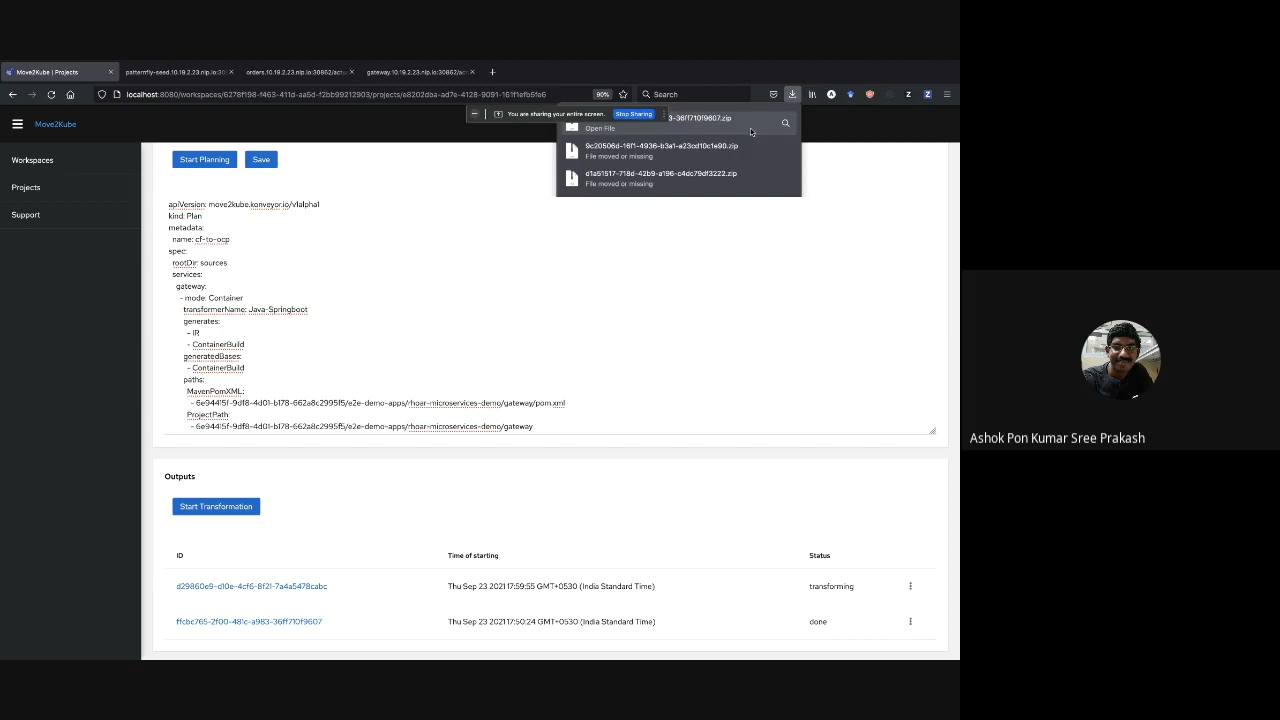 Move2Kube | Projects
patternfly-seed.10.19.2.23.nip.io:30
orders.10.19.2.23.nip.io:30862/actu
gateway.10.19.2.23.nip.io:30862/ac
localhost:8080/workspaces/6278f198-f463-411d-aa5d-f2bb99212903/projects/e8202dba-ad7e-4128-9091-161f1efb5fe6
90%
Search
You are sharing your entire screen.
Stop Sharing
Move2Kube
3-36ff710f9607.zip
Open File
9c20506d-16f1-4936-b3a1-a23cd10c1e90.zip
File moved or missing
d1a51517-718d-42b9-a196-c4dc79df3222.zip
File moved or missing
Workspaces
Projects
Support
Start Planning
Save
apiVersion: move2kube.konveyor.io/v1alpha1
kind: Plan
metadata:
name: cf-to-ocp
spec:
rootDir: sources
services:
gateway:
- mode: Container
transformerName: Java-Springboot
generates:
- IR
- ContainerBuild
generatedBases:
- ContainerBuild
paths:
MavenPomXML:
- 6e94415f-9df8-4d01-b178-662a8c2995f5/e2e-demo-apps/rhoar-microservices-demo/gateway/pom.xml
ProjectPath:
- 6e94415f-9df8-4d01-b178-662a8c2995f5/e2e-demo-apps/rhoar-microservices-demo/gateway
Outputs
Start Transformation
ID Time of starting Status
d29860e9-d10e-4cf6-8f21-7a4a5478cabc Thu Sep 23 2021 17:59:55 GMT+0530 (India Standard Time) transforming
ffcbc765-2f00-481c-a983-36ff710f9607 Thu Sep 23 2021 17:50:24 GMT+0530 (India Standard Time) done
Ashok Pon Kumar Sree Prakash